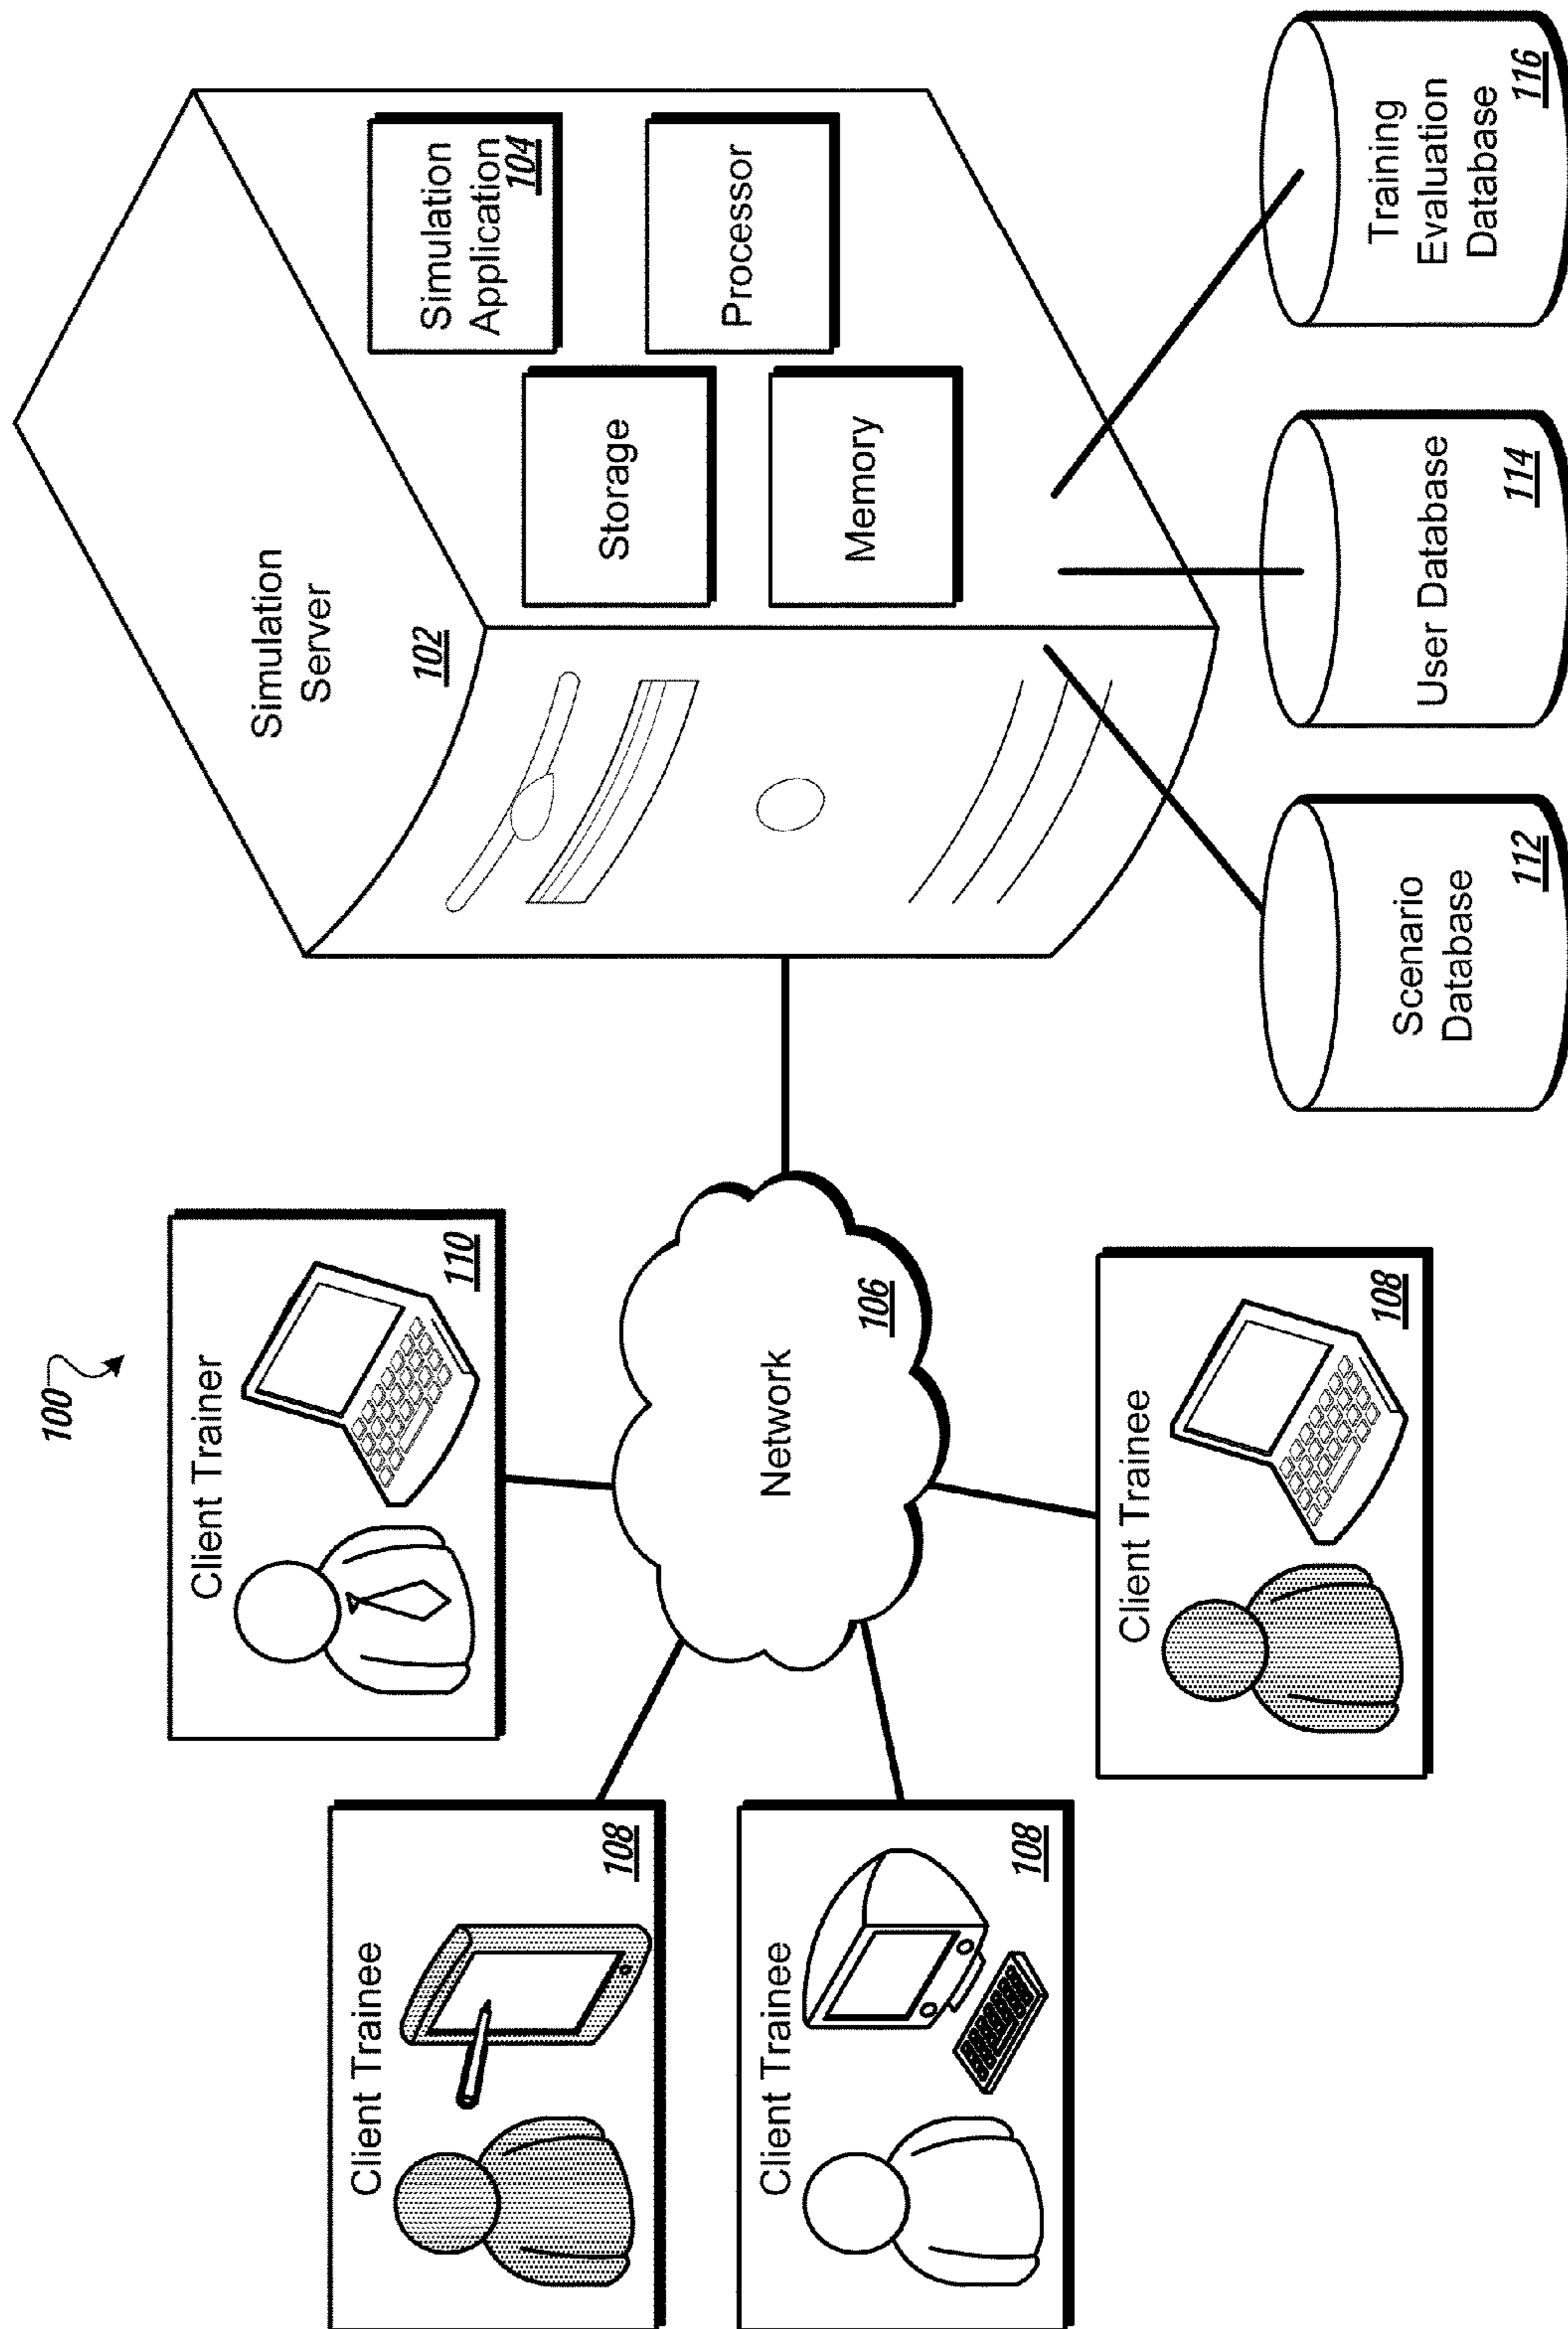 100
Client Trainer
110
Client Trainee
108
Client Trainee
108
Client Trainee
108
Network
106
Simulation
Server
102
Simulation
Application
104
Storage
Processor
Memory
Scenario
Database
112
User Database
114
Training
Evaluation
Database
116